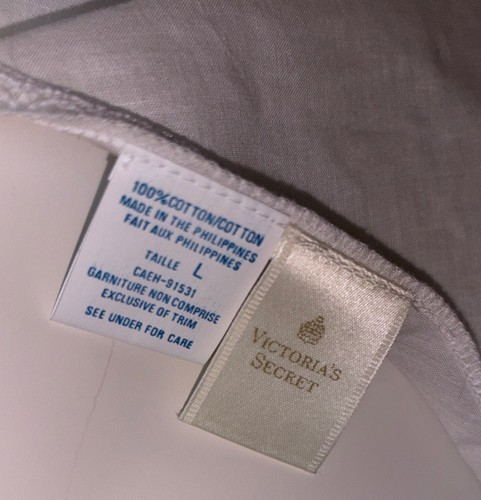 100% COTTON/COTTON
MADE IN THE PHILIPPINES
FAIT AUX PHILIPPINES
TAILLE L
CAEH-91531
GARNITURE NON COMPRISE
EXCLUSIVE OF TRIM
SEE UNDER FOR CARE
VICTORIA'S
SECRET